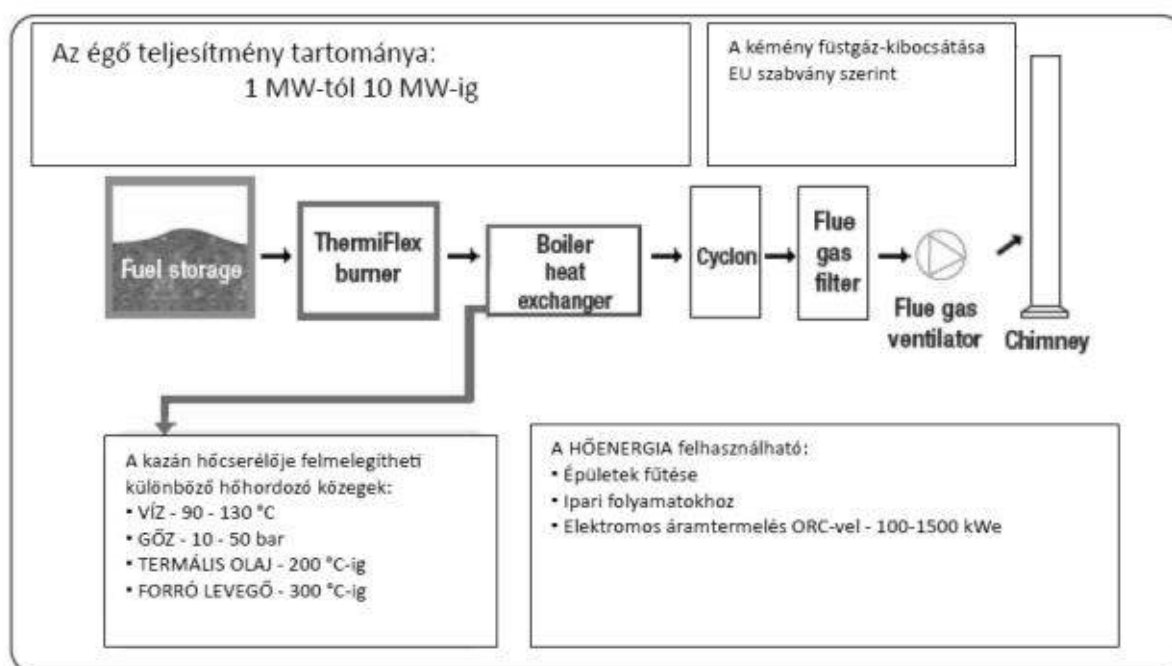 Az égő teljesítmény tartománya:
1 MW-tól 10 MW-ig
A kémény füstgáz-kibocsátása
EU szabvány szerint
Fuel storage
ThermiFlex
burner
Boiler
heat
exchanger
Cyclon
Flue
gas
filter
Flue gas
ventilator
Chimney
A kazán hőcserélője felmelegítheti
különböző hőhordozó közegek:
• VÍZ - 90 - 130 °C
• GŐZ - 10 - 50 bar
• TERMÁLIS OLAJ - 200 °C-ig
• FORRÓ LEVEGŐ - 300 °C-ig
A HŐENERGIA felhasználható:
• Épületek fűtése
• Ipari folyamatokhoz
• Elektromos áramtermelés ORC-vel - 100-1500 kWe